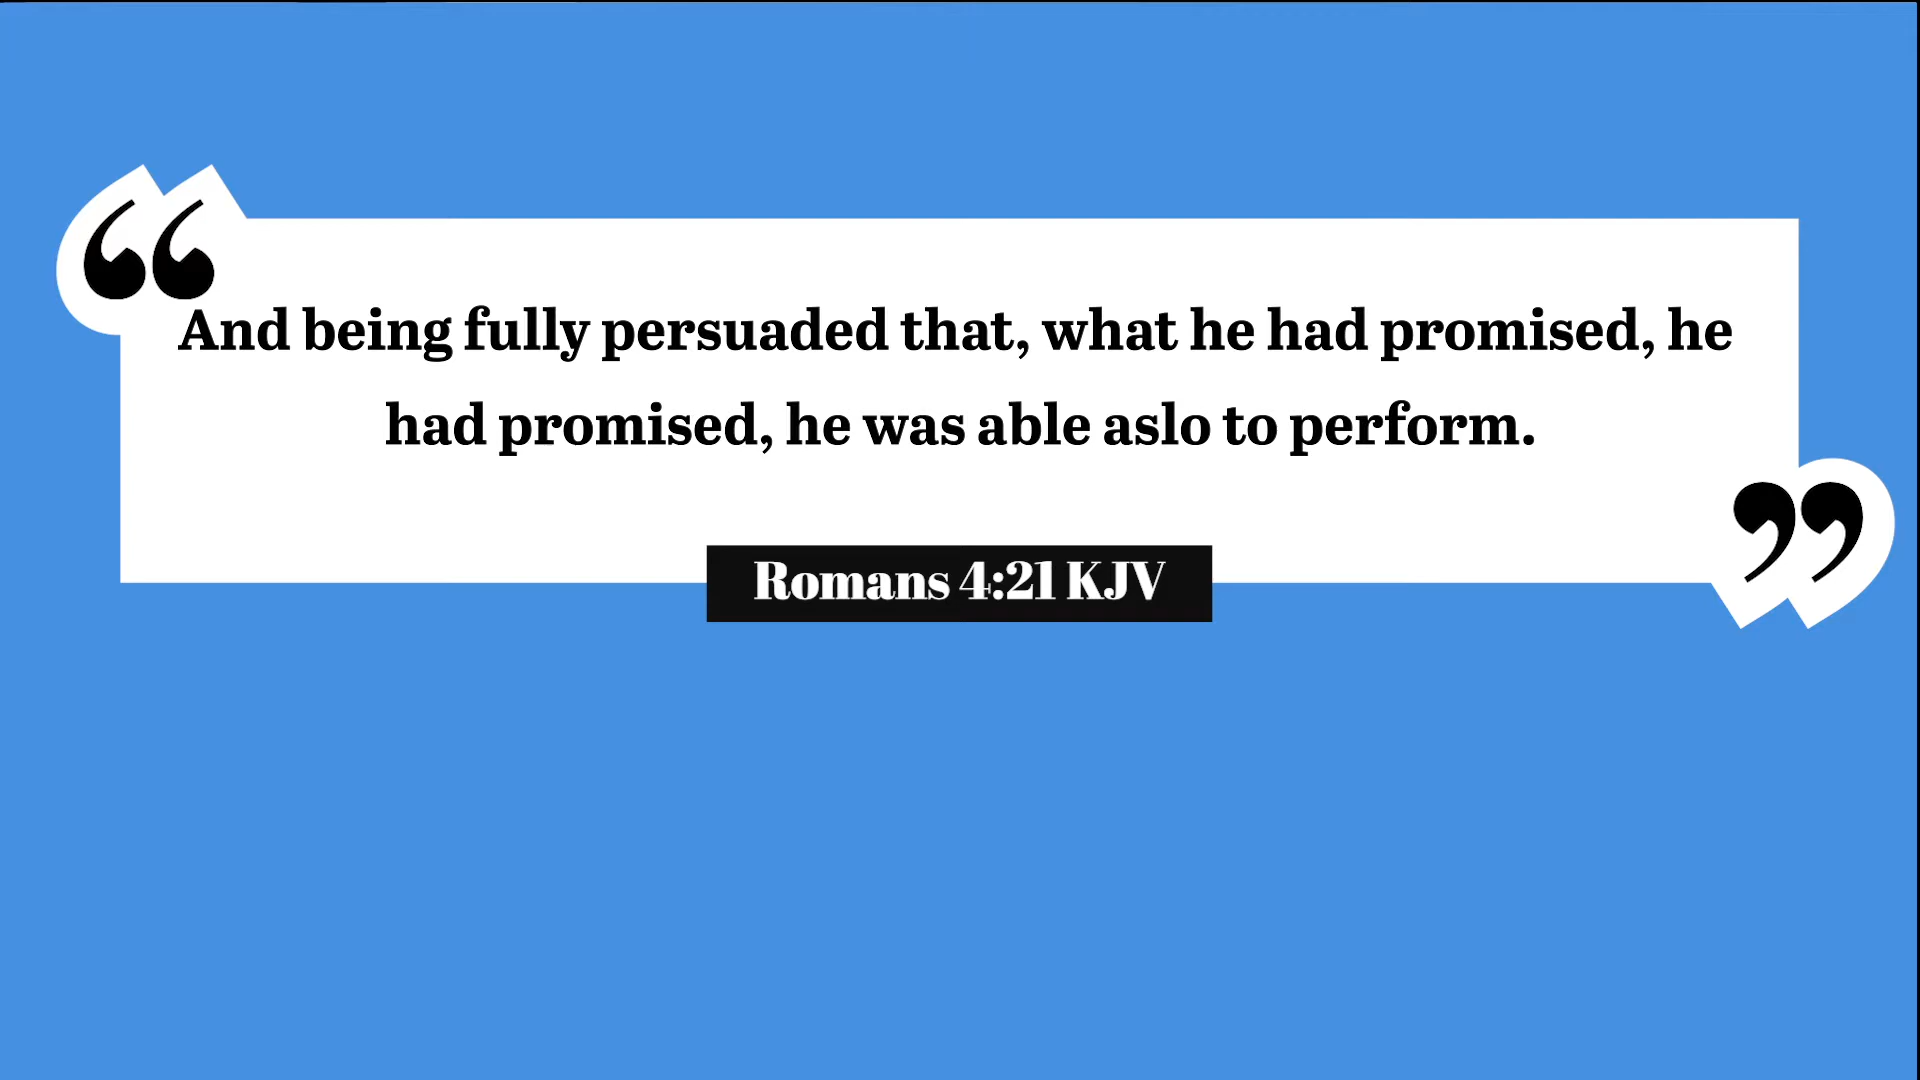 “
And being fully persuaded that, what he had promised, he
had promised, he was able aslo to perform.
”
Romans 4:21 KJV